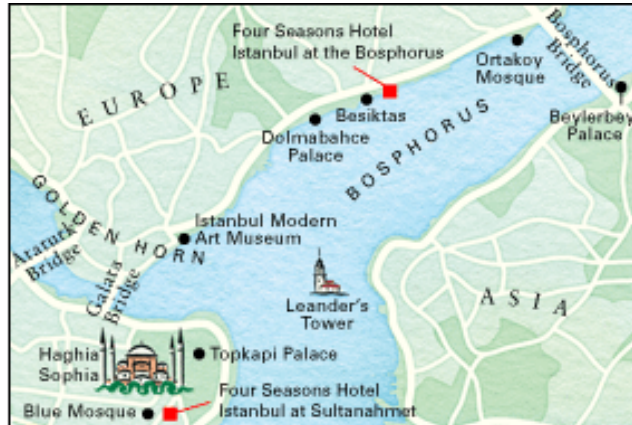 Four Seasons Hotel
Istanbul at the Bosphorus
Ortakoy
Mosque
Bosphorus
Bridge
EUROPE
Besiktas
Beylerbey
Palace
Dolmabahce
Palace
BOSPHORUS
GOLDEN HORN
Istanbul Modern
Art Museum
Araturk
Bridge
Galata
Bridge
Leander's
Tower
ASIA
Haghia
Sophia
Topkapi Palace
Four Seasons Hotel
Istanbul at Sultanahmet
Blue Mosque